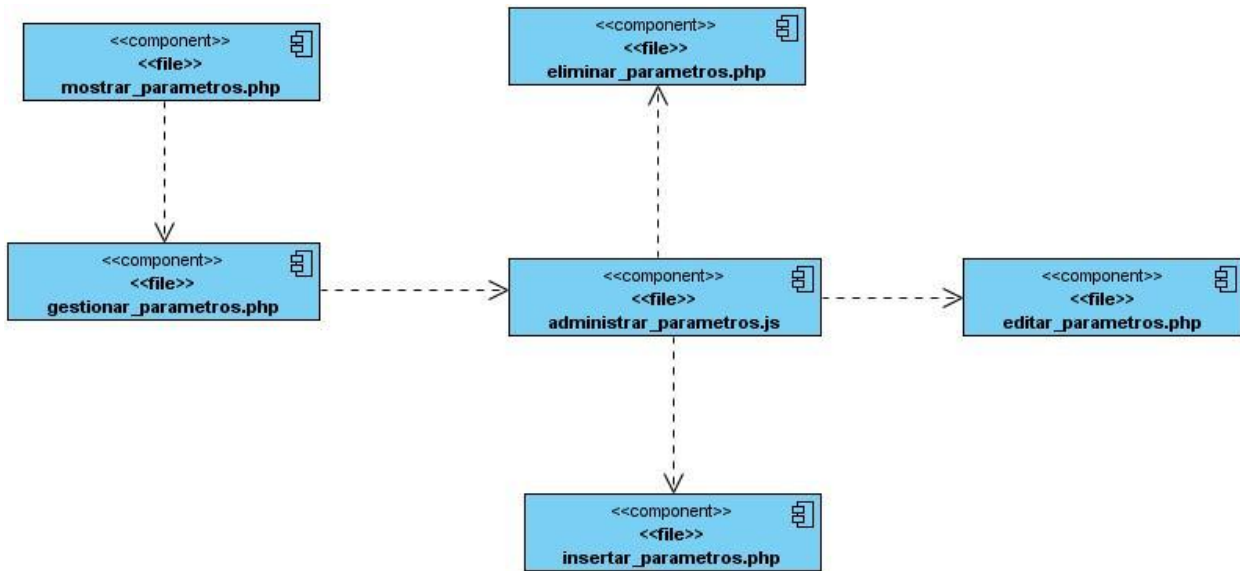 <<component>>
<<file>>
mostrar_parametros.php
<<component>>
<<file>>
eliminar_parametros.php
<<component>>
<<file>>
gestionar_parametros.php
<<component>>
<<file>>
administrar_parametros.js
<<component>>
<<file>>
editar_parametros.php
<<component>>
<<file>>
insertar_parametros.php